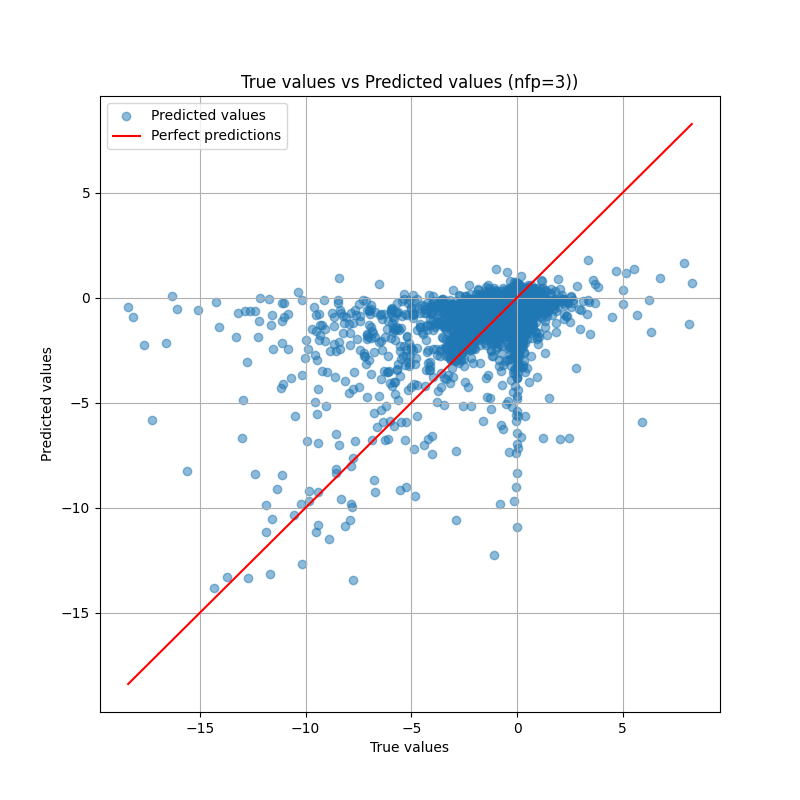 True values vs Predicted values (nfp=3))
Predicted values
Perfect predictions
5
0
−5
−10
−15
Predicted values
−15
−10
−5
0
5
True values